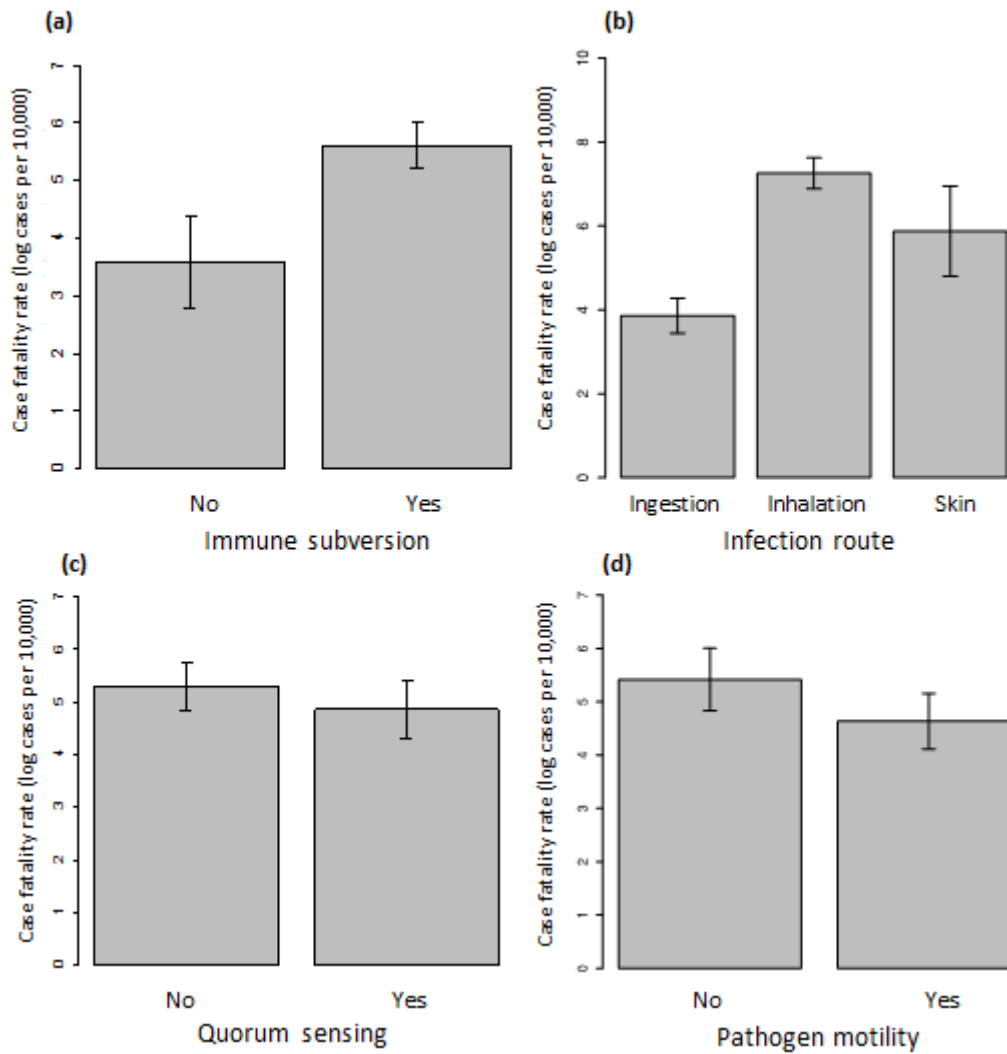 (a)
Case fatality rate (log cases per 10,000)
7
6
5
4
3
2
1
0
No Yes
Immune subversion
(b)
Case fatality rate (log cases per 10,000)
10
8
6
4
2
0
Ingestion Inhalation Skin
Infection route
(c)
Case fatality rate (log cases per 10,000)
7
6
5
4
3
2
1
0
No Yes
Quorum sensing
(d)
Case fatality rate (log cases per 10,000)
7
6
5
4
3
2
1
0
No Yes
Pathogen motility